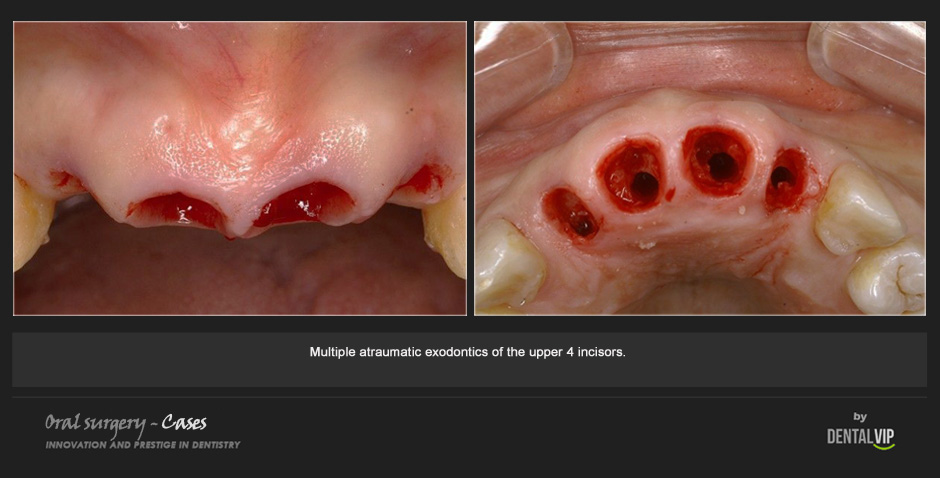 Multiple atraumatic exodontics of the upper 4 incisors.
Oral surgery - Cases
INNOVATION AND PRESTIGE IN DENTISTRY
by
DENTALVIP